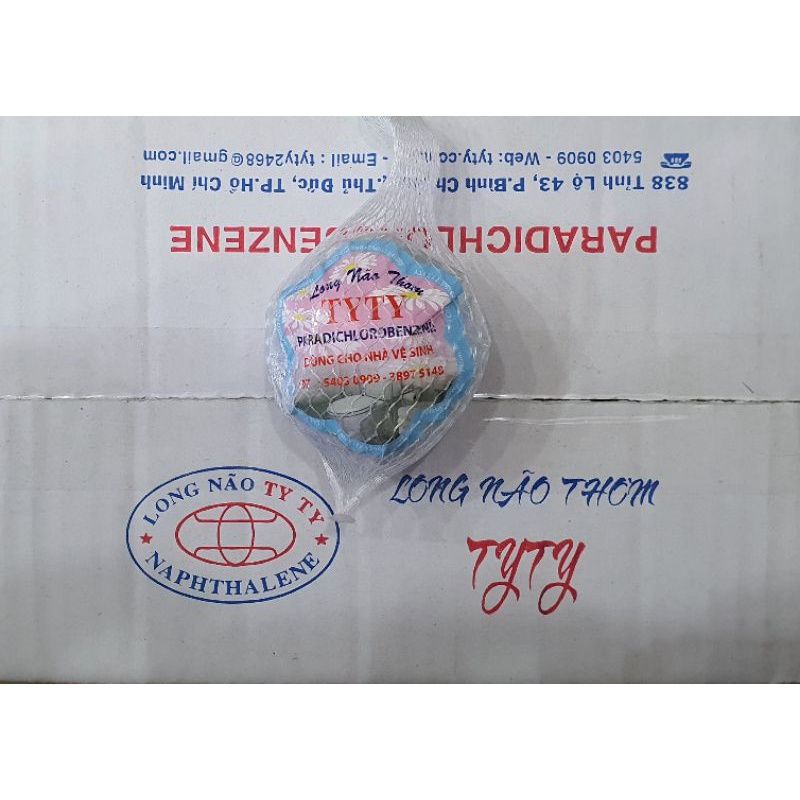 838 Tỉnh Lộ 43, P.Bình Ch .,Thủ Đức, TP.Hồ Chí Minh
5403 0909 - Web: tyty.co - Email : tyty2468@gmail.com
PARADICHL BENZENE
Long Não Thơm
TYTY
PARADICHLOROBENZENE
DÙNG CHO NHÀ VỆ SINH
5403 0909 - 3897 5148
LONG NÃO TY TY
NAPHTHALENE
LONG NÃO THƠM
TYTY